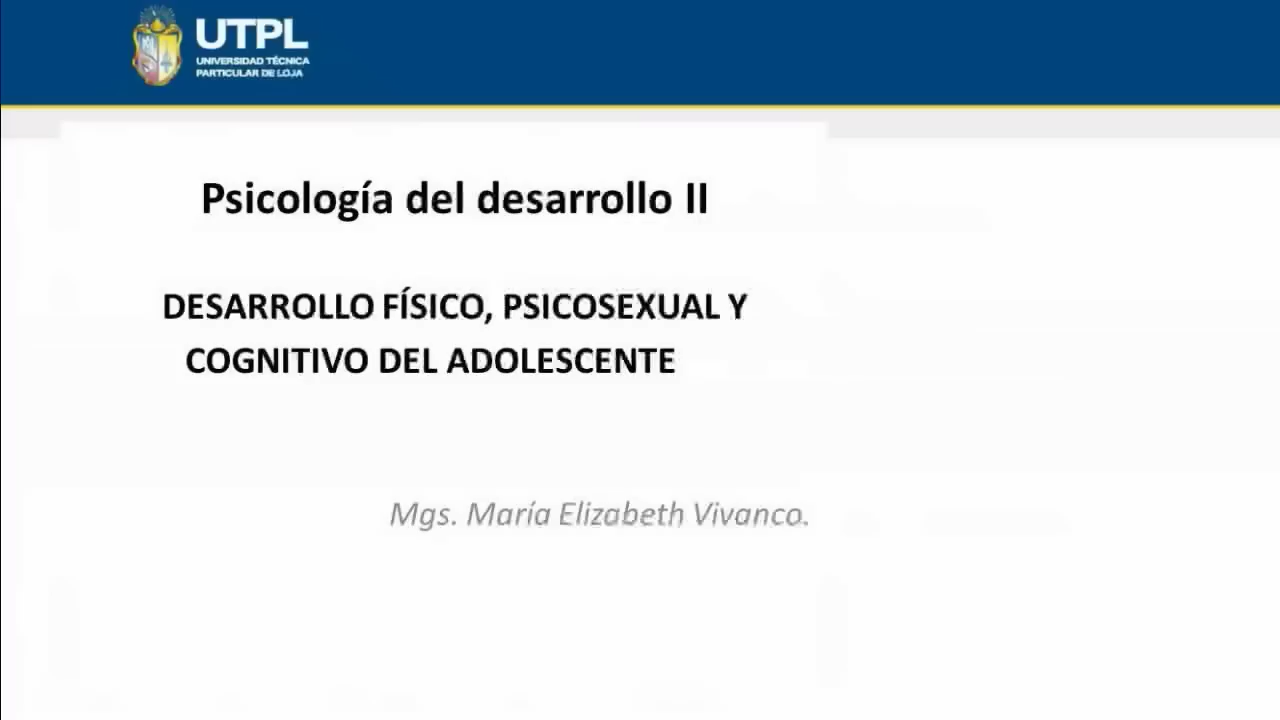 UTPL
UNIVERSIDAD TÉCNICA
PARTICULAR DE LOJA
Psicología del desarrollo II
DESARROLLO FÍSICO, PSICOSEXUAL Y
COGNITIVO DEL ADOLESCENTE
Mgs. María Elizabeth Vivanco.